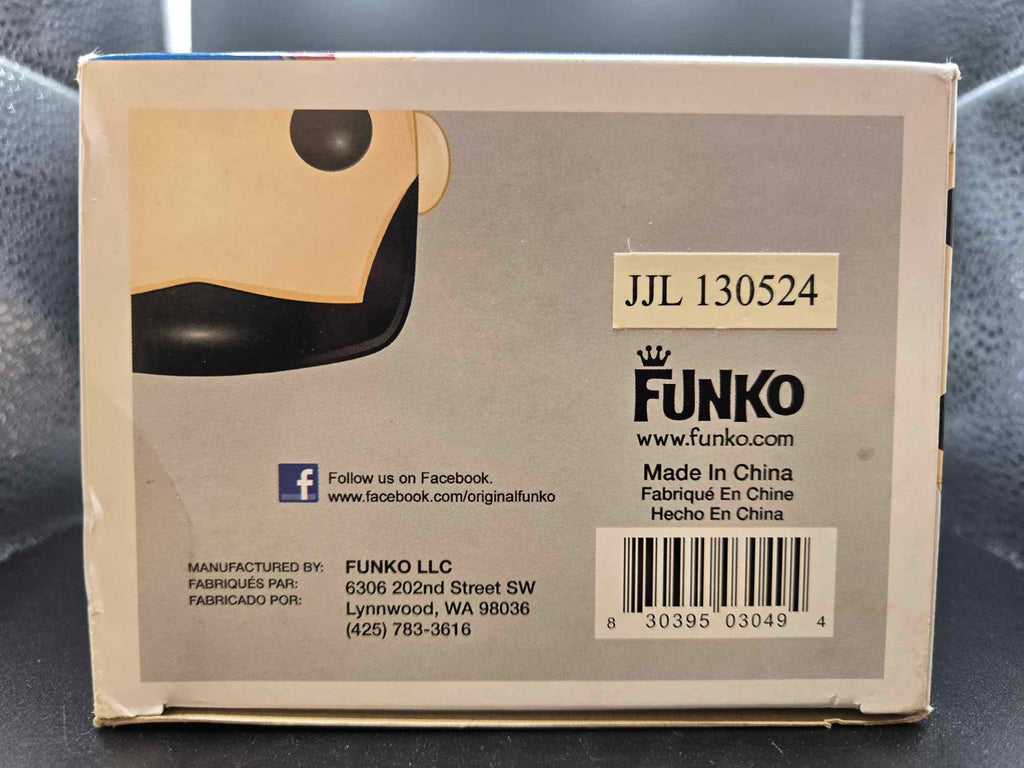 JJL 130524
FUNKO
www.funko.com
Made In China
Fabriqué En Chine
Hecho En China
f
Follow us on Facebook.
www.facebook.com/originalfunko
MANUFACTURED BY:
FABRIQUÉS PAR:
FABRICADO POR:
FUNKO LLC
6306 202nd Street SW
Lynnwood, WA 98036
(425) 783-3616
8 30395 03049 4